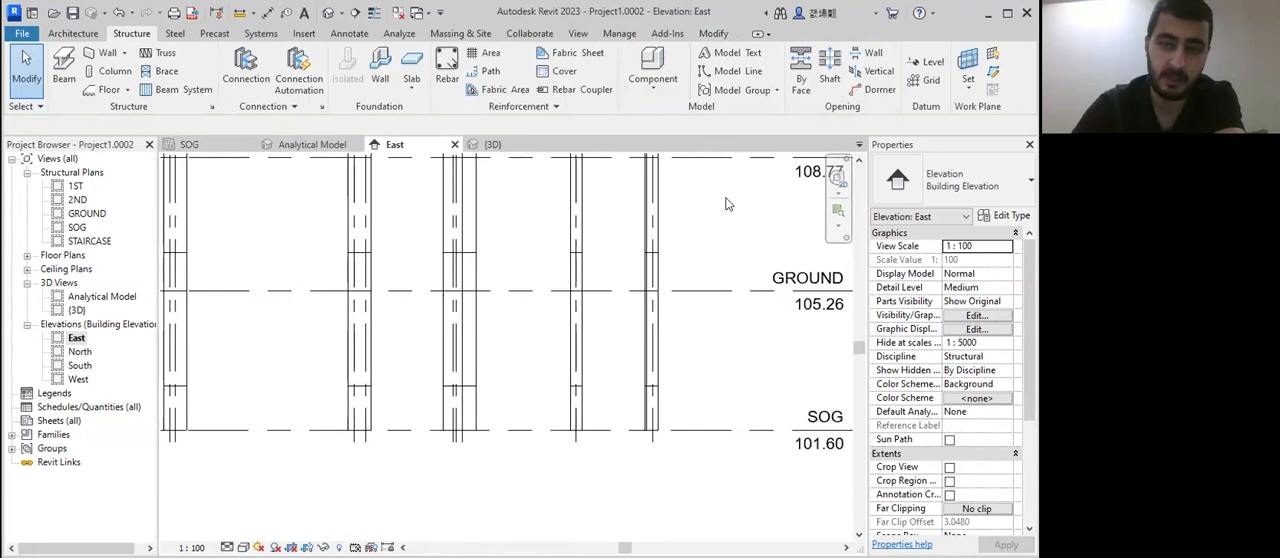 Autodesk Revit 2023 - Project1.0002 - Elevation: East
File Architecture Structure Steel Precast Systems Insert Annotate Analyze Massing & Site Collaborate View Manage Add-Ins Modify
Modify
Beam
Wall
Column
Floor
Truss
Brace
Beam System
Connection
Connection Automation
Isolated
Wall
Slab
Rebar
Area
Path
Fabric Area
Fabric Sheet
Cover
Rebar Coupler
Component
Model Text
Model Line
Model Group
By Face
Shaft
Wall
Vertical
Dormer
Level
Grid
Set
Select
Structure
Connection
Foundation
Reinforcement
Model
Opening
Datum
Work Plane
Project Browser - Project1.0002
SOG
Analytical Model
East
{3D}
Properties
Views (all)
Structural Plans
1ST
2ND
GROUND
SOG
STAIRCASE
Floor Plans
Ceiling Plans
3D Views
Analytical Model
{3D}
Elevations (Building Elevation
East
North
South
West
Legends
Schedules/Quantities (all)
Sheets (all)
Families
Groups
Revit Links
108.77
GROUND
105.26
SOG
101.60
Elevation
Building Elevation
Elevation: East
Edit Type
Graphics
View Scale 1 : 100
Scale Value 1: 100
Display Model Normal
Detail Level Medium
Parts Visibility Show Original
Visibility/Grap... Edit...
Graphic Displ... Edit...
Hide at scales ... 1 : 5000
Discipline Structural
Show Hidden ... By Discipline
Color Scheme... Background
Color Scheme <none>
Default Analy... None
Reference Label
Sun Path
Extents
Crop View
Crop Region ...
Annotation Cr...
Far Clipping No clip
Far Clip Offset 3.0480
Properties help
Apply
1 : 100